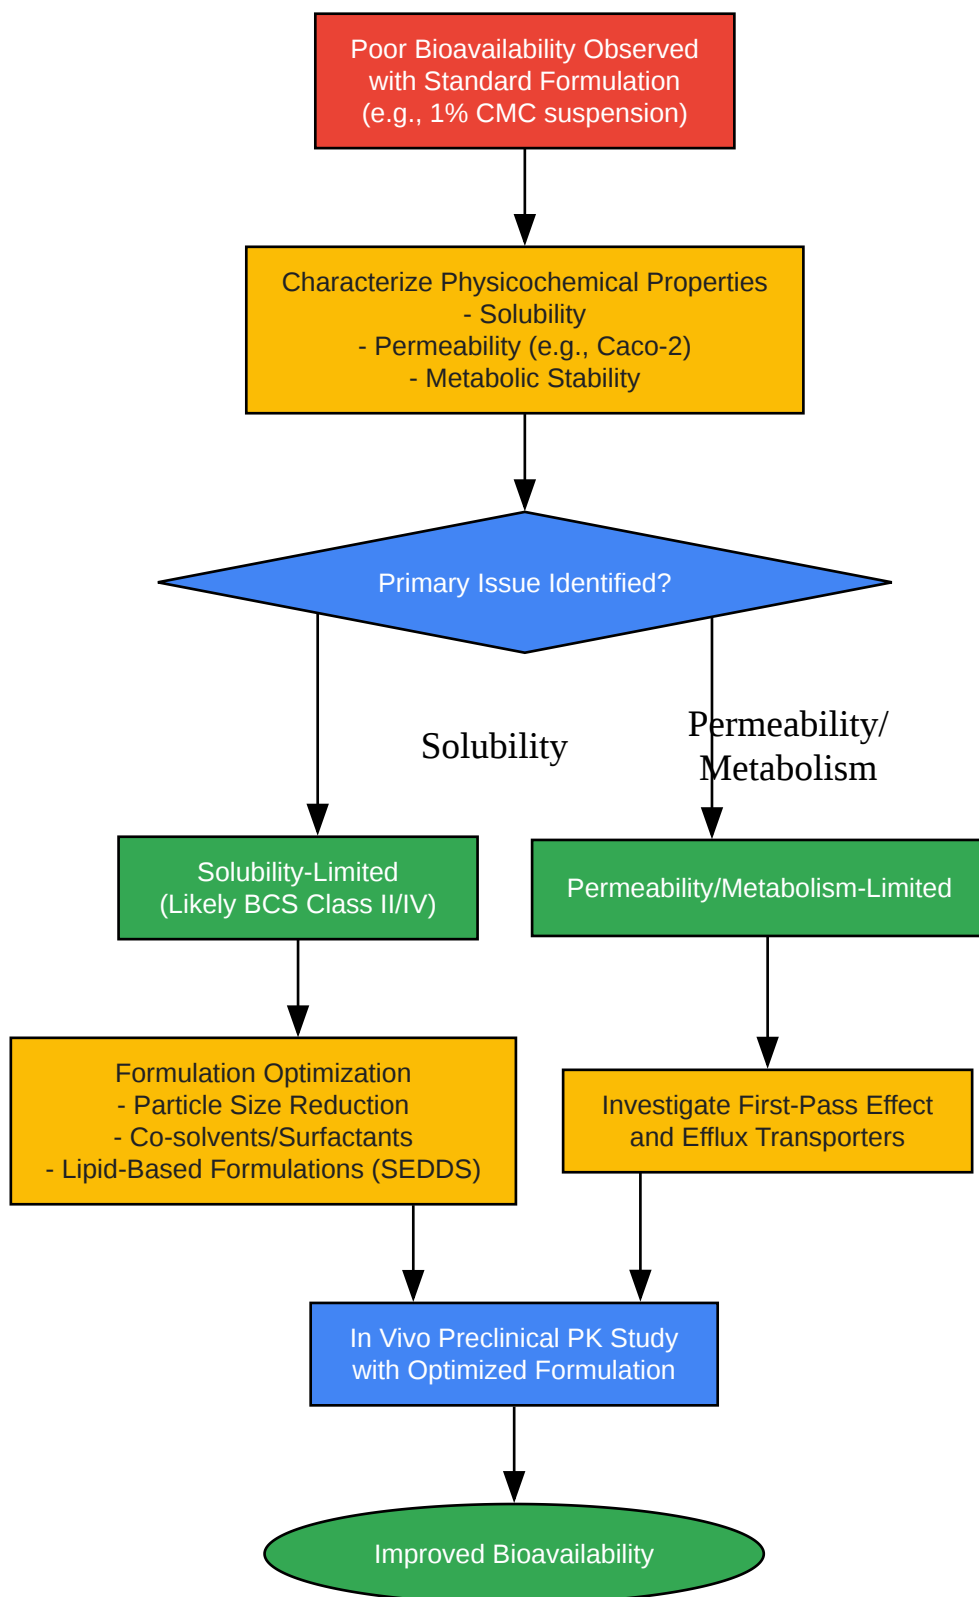 Poor Bioavailability Observed
with Standard Formulation
(e.g., 1% CMC suspension)
Characterize Physicochemical Properties
- Solubility
- Permeability (e.g., Caco-2)
- Metabolic Stability
Primary Issue Identified?
Solubility
Permeability/
Metabolism
Solubility-Limited
(Likely BCS Class II/IV)
Permeability/Metabolism-Limited
Formulation Optimization
- Particle Size Reduction
- Co-solvents/Surfactants
- Lipid-Based Formulations (SEDDS)
Investigate First-Pass Effect
and Efflux Transporters
In Vivo Preclinical PK Study
with Optimized Formulation
Improved Bioavailability